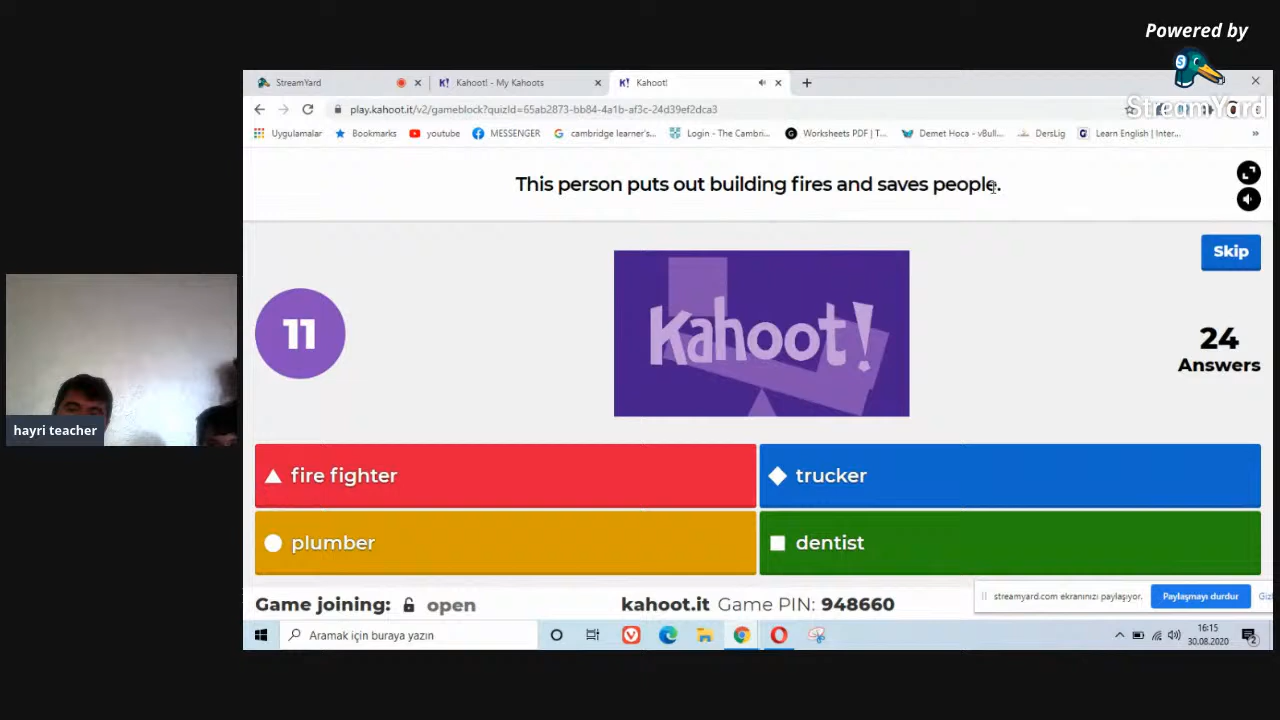 Powered by
StreamYard
StreamYard
Kahoot! - My Kahoots
Kahoot!
play.kahoot.it/v2/gameblock?quizId=65ab2873-bb84-4a1b-af3c-24d39ef2dca3
Uygulamalar
Bookmarks
youtube
MESSENGER
cambridge learner's...
Login - The Cambri...
Worksheets PDF | T...
Demet Hoca - vBull...
DersLig
Learn English | Inter...
This person puts out building fires and saves people.
Skip
11
Kahoot!
24
Answers
hayri teacher
fire fighter
trucker
plumber
dentist
Game joining: open
kahoot.it Game PIN: 948660
streamyard.com ekranınızı paylaşıyor.
Paylaşmayı durdur
Aramak için buraya yazın
16:15
30.08.2020
2